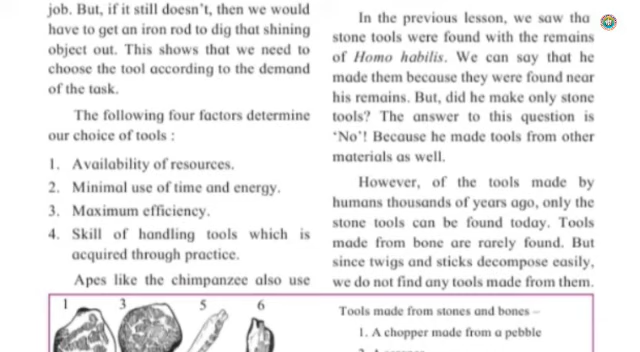 job. But, if it still doesn't, then we would
have to get an iron rod to dig that shining
object out. This shows that we need to
choose the tool according to the demand
of the task.
The following four factors determine
our choice of tools :
1. Availability of resources.
2. Minimal use of time and energy.
3. Maximum efficiency.
4. Skill of handling tools which is
acquired through practice.
Apes like the chimpanzee also use
In the previous lesson, we saw tha
stone tools were found with the remains
of Homo habilis. We can say that he
made them because they were found near
his remains. But, did he make only stone
tools? The answer to this question is
‘No’! Because he made tools from other
materials as well.
However, of the tools made by
humans thousands of years ago, only the
stone tools can be found today. Tools
made from bone are rarely found. But
since twigs and sticks decompose easily,
we do not find any tools made from them.
1 3 5 6
Tools made from stones and bones –
1. A chopper made from a pebble